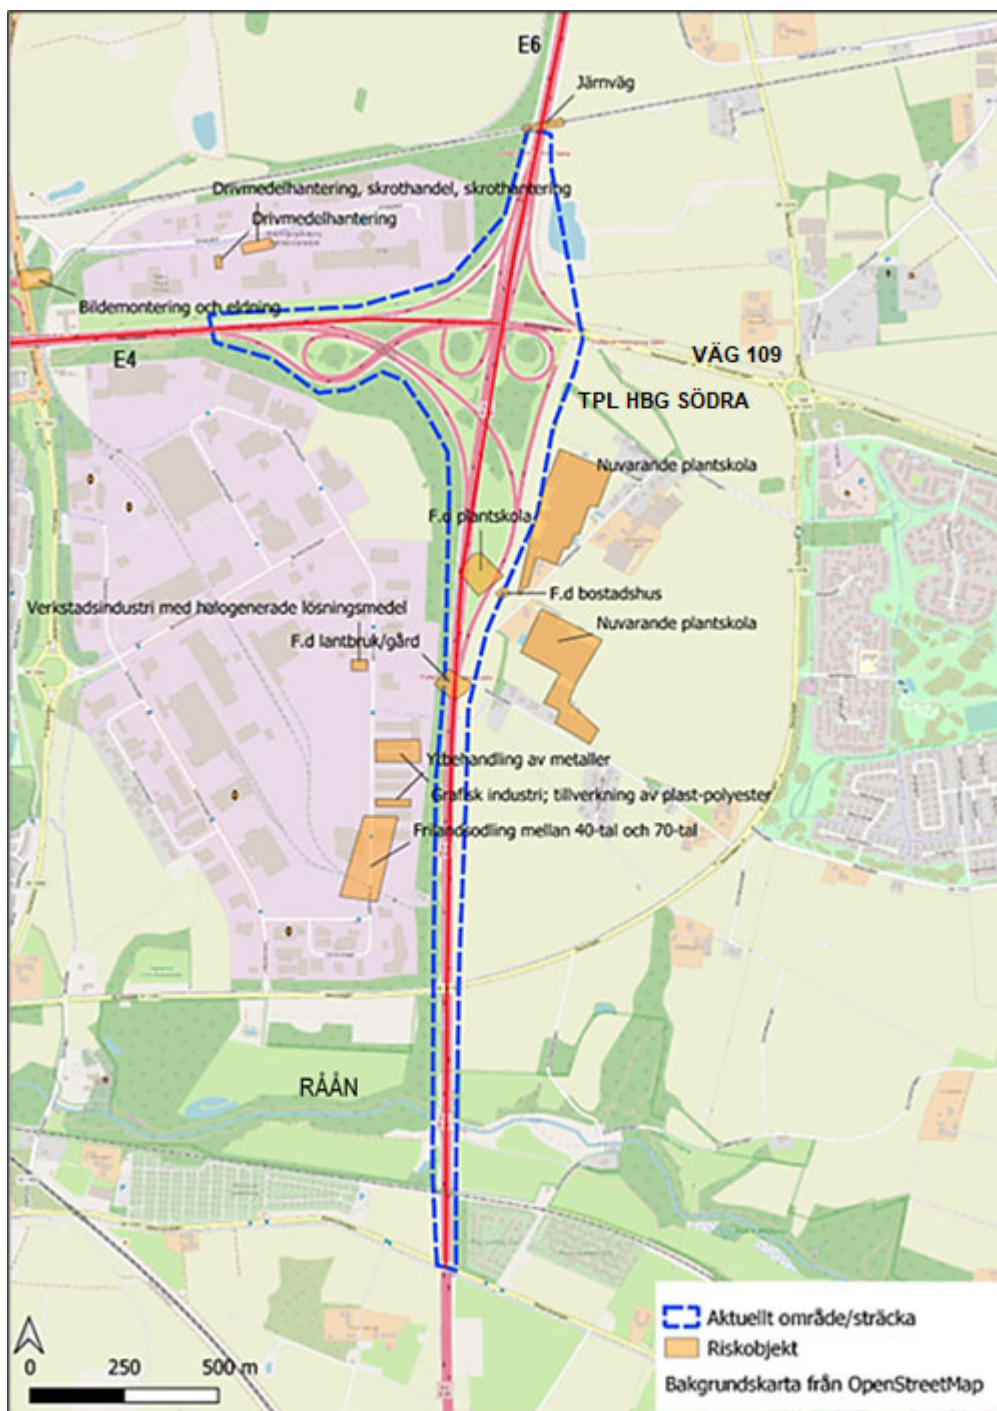 E6
Järnväg
Drivmedelhantering, skrothandel, skrothantering
Drivmedelhantering
Bildemontering och eldning
E4
VÄG 109
TPL HBG SÖDRA
Nuvarande plantskola
F.d plantskola
F.d bostadshus
Verkstadsindustri med halogenerade lösningsmedel
Nuvarande plantskola
F.d lantbruk/gård
Ytbehandling av metaller
Grafisk industri; tillverkning av plast-polyester
Frilandsodling mellan 40-tal och 70-tal
RÅÅN
Aktuellt område/sträcka
Riskobjekt
Bakgrundskarta från OpenStreetMap
0 250 500 m